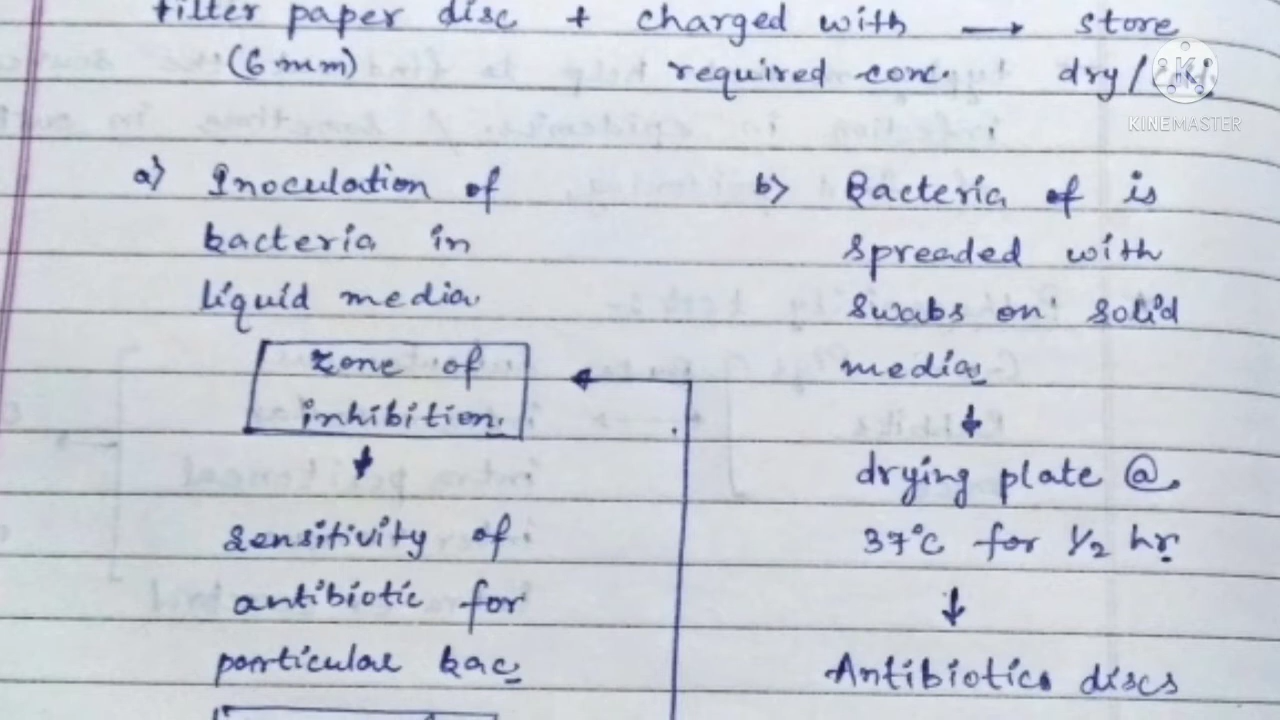 filter paper disc + charged with → store
(6mm) required conc. dry/
KINEMASTER
a) Inoculation of
bacteria in
liquid media.
zone of
inhibition.
↓
sensitivity of
antibiotic for
particular bac.
b) Bacteria of is
spreaded with
swabs on solid
media
↓
drying plate @
37°C for 1/2 hr.
↓
Antibiotics discs